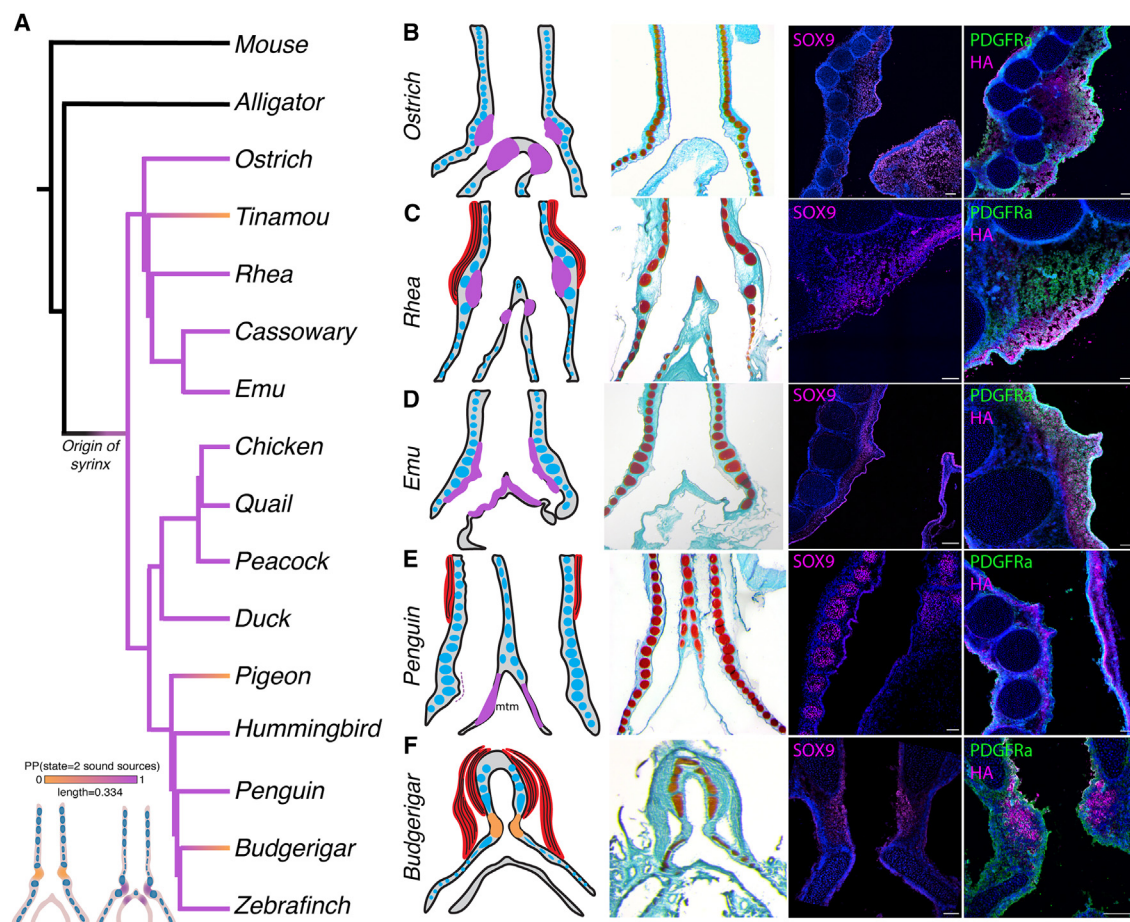 A
Mouse
Alligator
Ostrich
Tinamou
Rhea
Cassowary
Emu
Origin of
syrinx
Chicken
Quail
Peacock
Duck
Pigeon
Hummingbird
Penguin
Budgerigar
Zebrafinch
PP(state=2 sound sources)
0 1
length=0.334
B
Ostrich
SOX9
PDGFRa
HA
C
Rhea
SOX9
PDGFRa
HA
D
Emu
SOX9
PDGFRa
HA
E
Penguin
mtm
SOX9
PDGFRa
HA
F
Budgerigar
SOX9
PDGFRa
HA